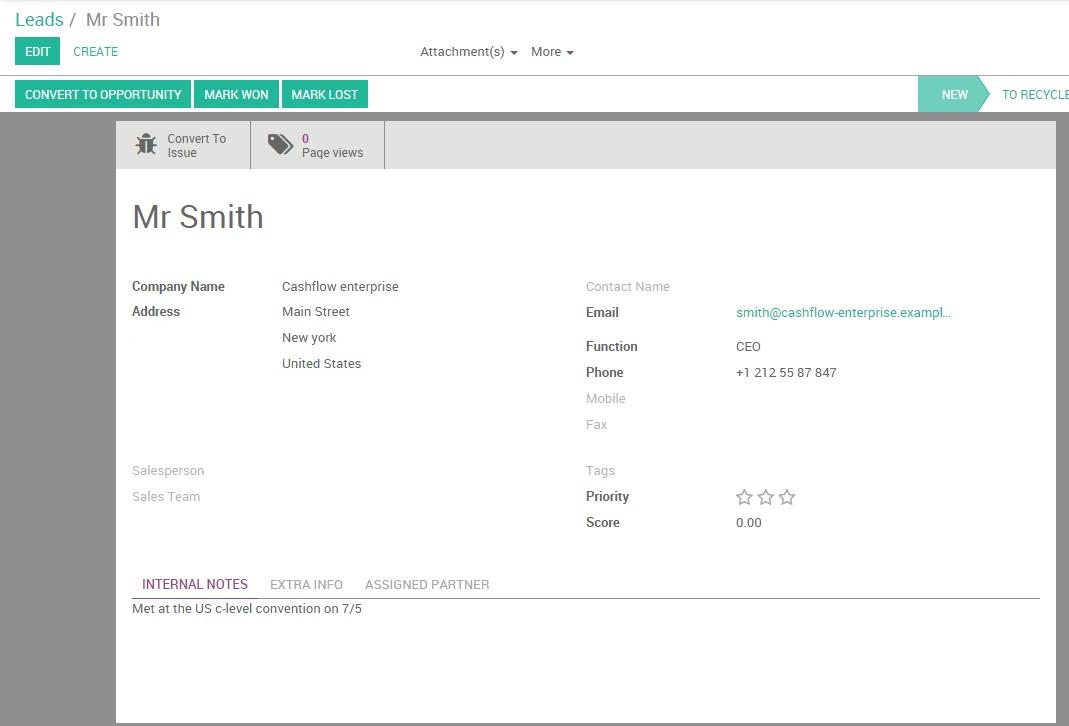 Leads / Mr Smith
EDIT CREATE Attachment(s) More
CONVERT TO OPPORTUNITY MARK WON MARK LOST NEW TO RECYCLE
Convert To
Issue
0
Page views
Mr Smith
Company Name Cashflow enterprise Contact Name
Address Main Street Email smith@cashflow-enterprise.exampl...
New york Function CEO
United States Phone +1 212 55 87 847
Mobile
Fax
Salesperson Tags
Sales Team Priority
Score 0.00
INTERNAL NOTES EXTRA INFO ASSIGNED PARTNER
Met at the US c-level convention on 7/5